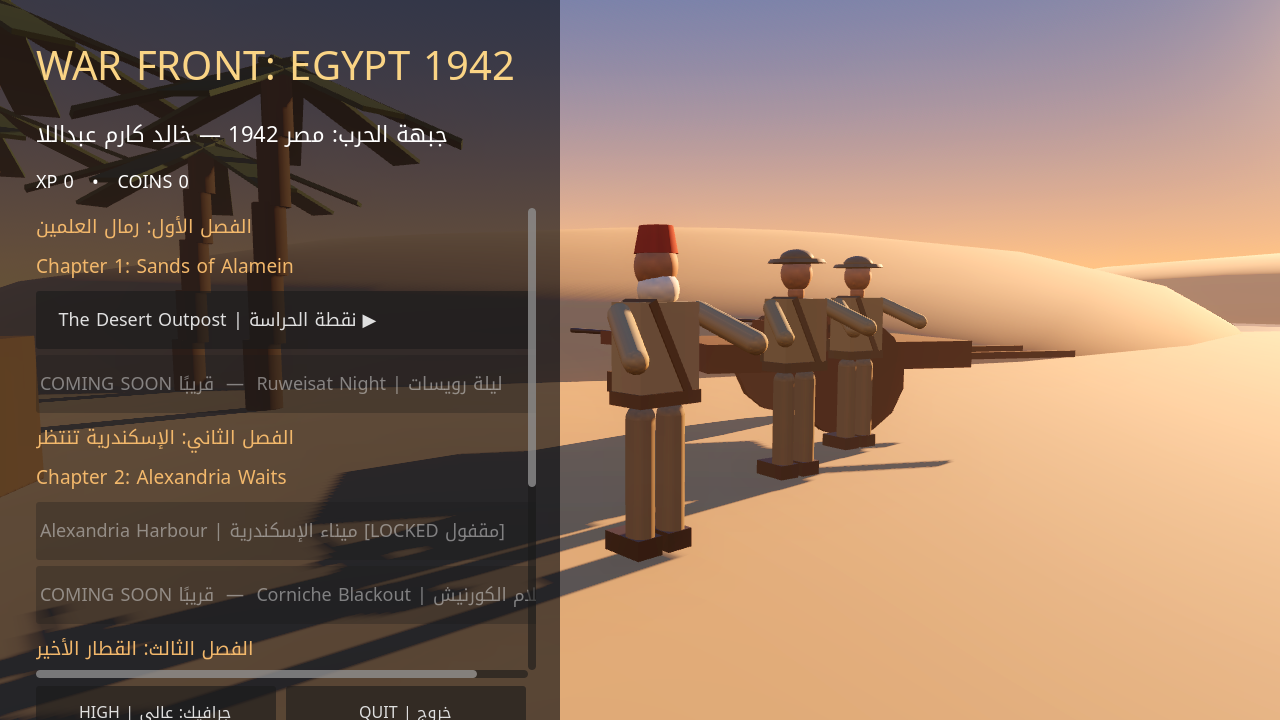 WAR FRONT: EGYPT 1942
جبهة الحرب: مصر 1942 — خالد كارم عبداللا
XP 0 • COINS 0
الفصل الأول: رمال العلمين
Chapter 1: Sands of Alamein
The Desert Outpost | نقطة الحراسة ▶
COMING SOON قريبًا — Ruweisat Night | ليلة رويسات
الفصل الثاني: الإسكندرية تنتظر
Chapter 2: Alexandria Waits
Alexandria Harbour | ميناء الإسكندرية [LOCKED مقفول]
COMING SOON قريبًا — Corniche Blackout | الكورنيش
الفصل الثالث: القطار الأخير
HIGH | جرافيك: عالي
QUIT | خروج